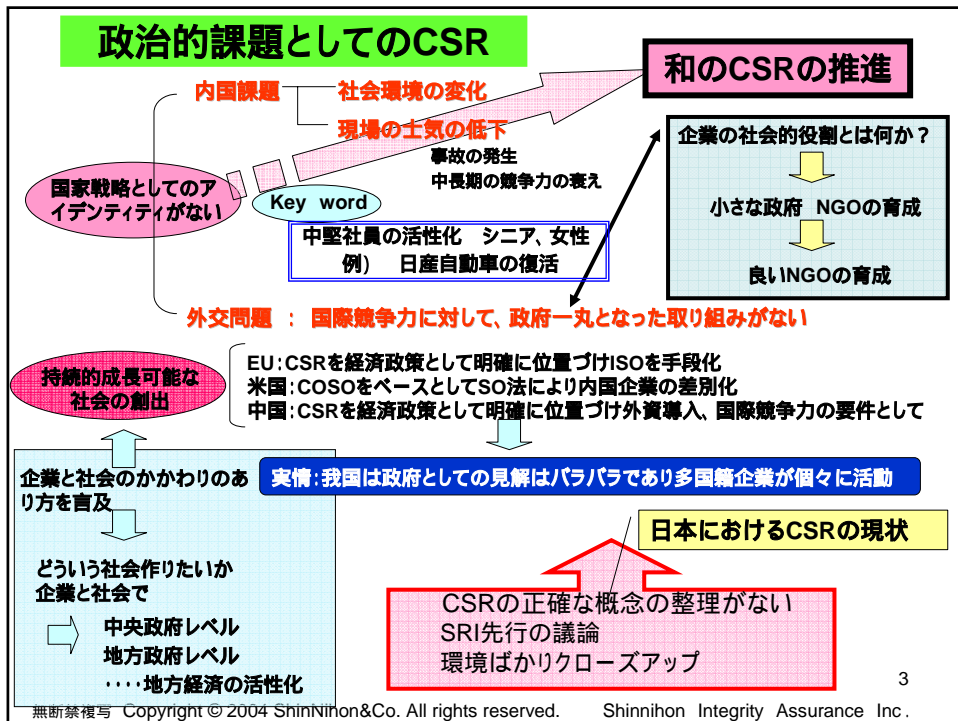 政治的課題としてのCSR
和のCSRの推進
内国課題
社会環境の変化
現場の士気の低下
事故の発生
中長期の競争力の衰え
国家戦略としてのア
イデンティティがない
Key word
中堅社員の活性化 シニア、女性
例) 日産自動車の復活
企業の社会的役割とは何か?
小さな政府 NGOの育成
良いNGOの育成
外交問題 : 国際競争力に対して、政府一丸となった取り組みがない
持続的成長可能な
社会の創出
EU:CSRを経済政策として明確に位置づけISOを手段化
米国:COSOをベースとしてSO法により内国企業の差別化
中国:CSRを経済政策として明確に位置づけ外資導入、国際競争力の要件として
実情:我国は政府としての見解はバラバラであり多国籍企業が個々に活動
企業と社会のかかわりのあ
り方を言及
どういう社会作りたいか
企業と社会で
中央政府レベル
地方政府レベル
‥‥地方経済の活性化
日本におけるCSRの現状
CSRの正確な概念の整理がない
SRI先行の議論
環境ばかりクローズアップ
3
無断禁複写 Copyright © 2004 ShinNihon&Co. All rights reserved. Shinnihon Integrity Assurance Inc.